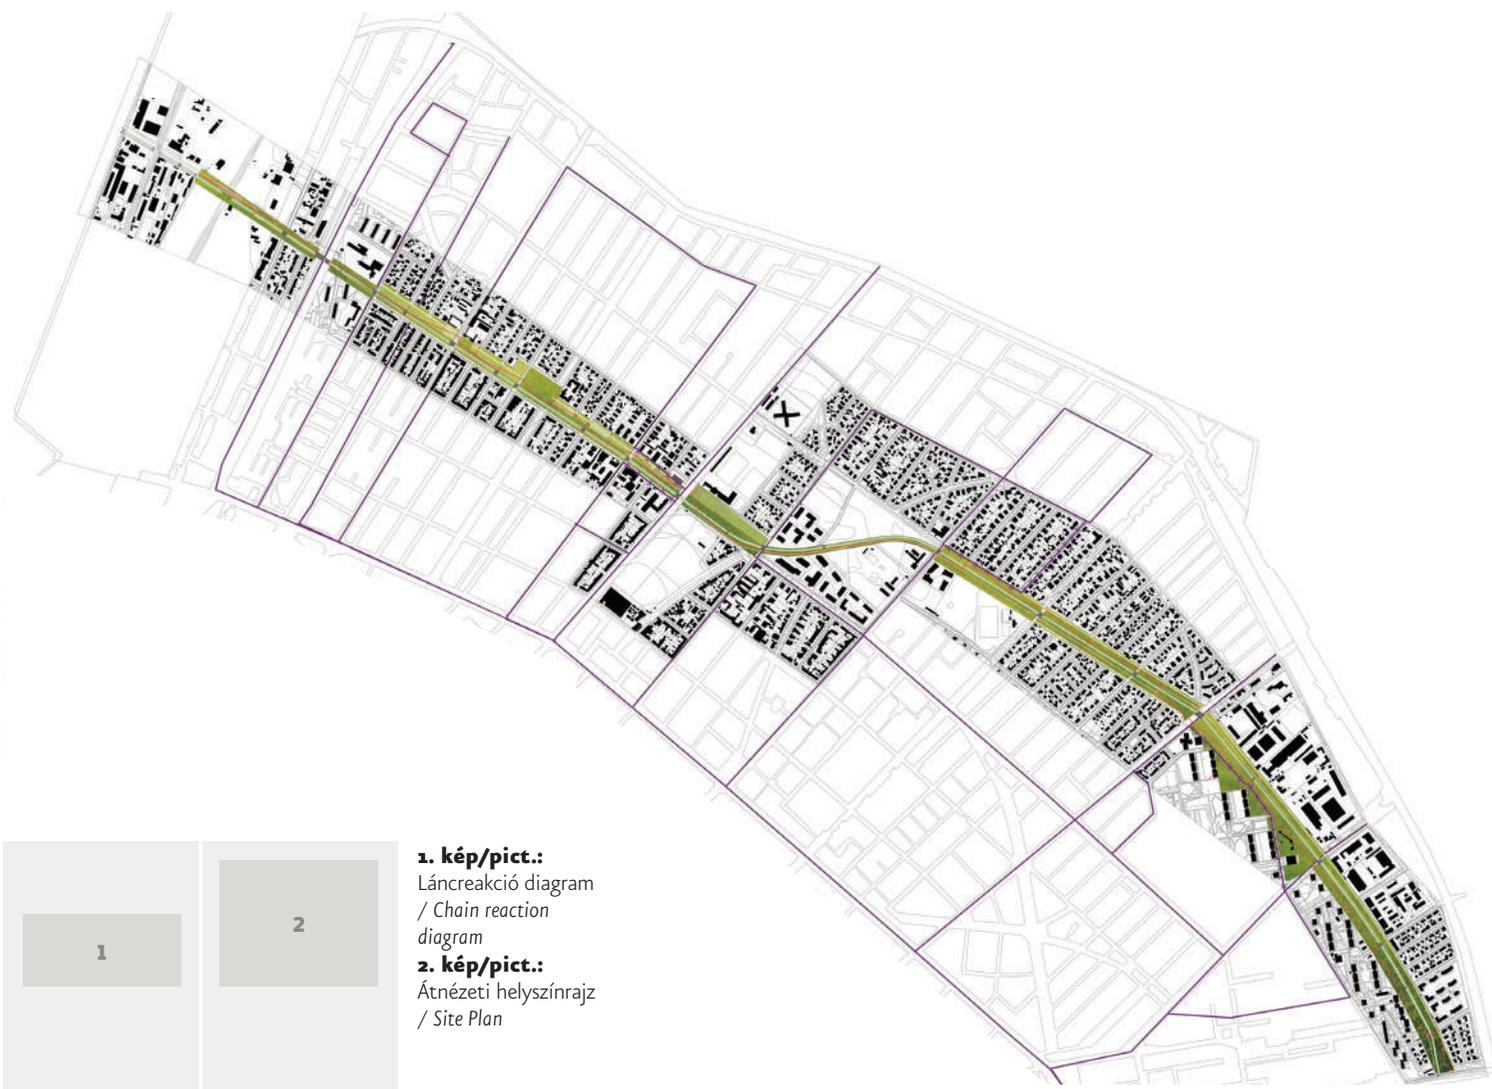 1
2
1. kép/pict.:
Láncreakció diagram
/ Chain reaction
diagram
2. kép/pict.:
Átnézeti helyszínrajz
/ Site Plan